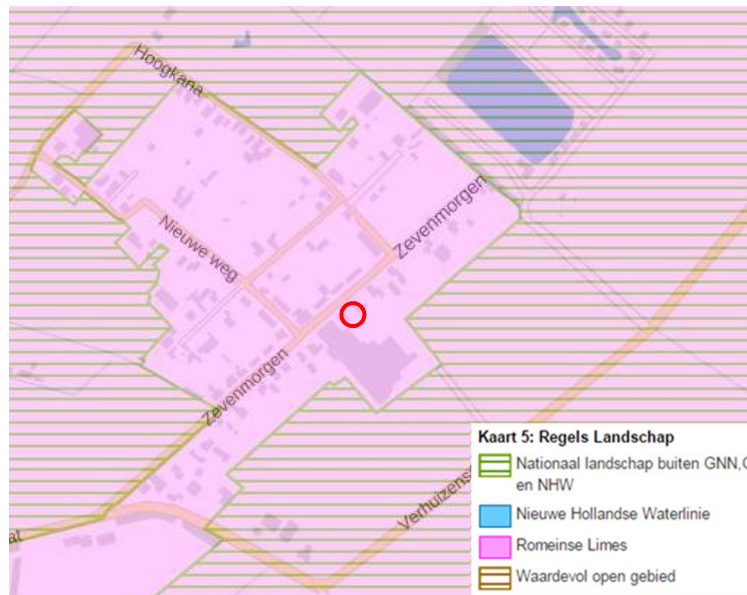 Hoogkana
Zevenmorgen
Nieuwe weg
Zevenmorgen
Kaart 5: Regels Landschap
Nationaal landschap buiten GNN,
en NHW
Nieuwe Hollandse Waterlinie
Romeinse Limes
Waardevol open gebied
Verhuizens
at